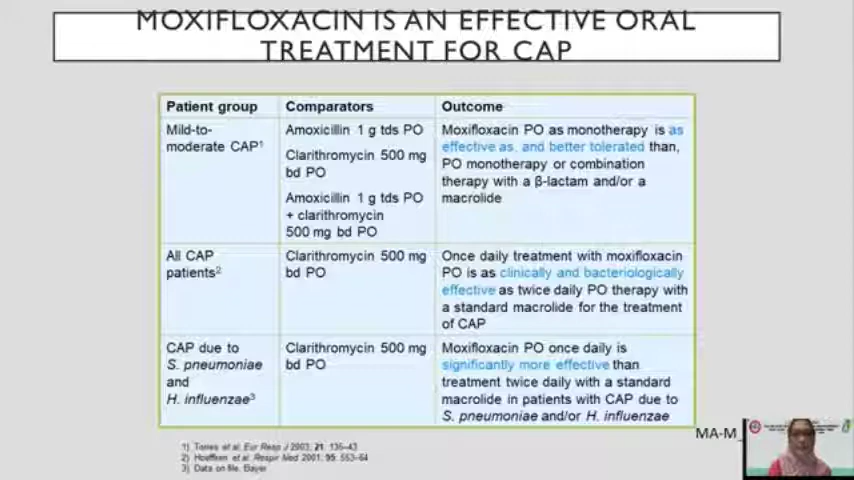 MOXIFLOXACIN IS AN EFFECTIVE ORAL
TREATMENT FOR CAP
Patient group Comparators Outcome
Mild-to-
moderate CAP1
Amoxicillin 1 g tds PO
Clarithromycin 500 mg
bd PO
Amoxicillin 1 g tds PO
+ clarithromycin
500 mg bd PO
Moxifloxacin PO as monotherapy is as
effective as, and better tolerated than,
PO monotherapy or combination
therapy with a β-lactam and/or a
macrolide
All CAP
patients2
Clarithromycin 500 mg
bd PO
Once daily treatment with moxifloxacin
PO is as clinically and bacteriologically
effective as twice daily PO therapy with
a standard macrolide for the treatment
of CAP
CAP due to
S. pneumoniae
and
H. influenzae3
Clarithromycin 500 mg
bd PO
Moxifloxacin PO once daily is
significantly more effective than
treatment twice daily with a standard
macrolide in patients with CAP due to
S. pneumoniae and/or H. influenzae
MA-M_
1) Torres et al. Eur Resp J 2003; 21: 135–43
2) Hoeffken et al. Respir Med 2001; 95: 553–64
3) Data on file, Bayer